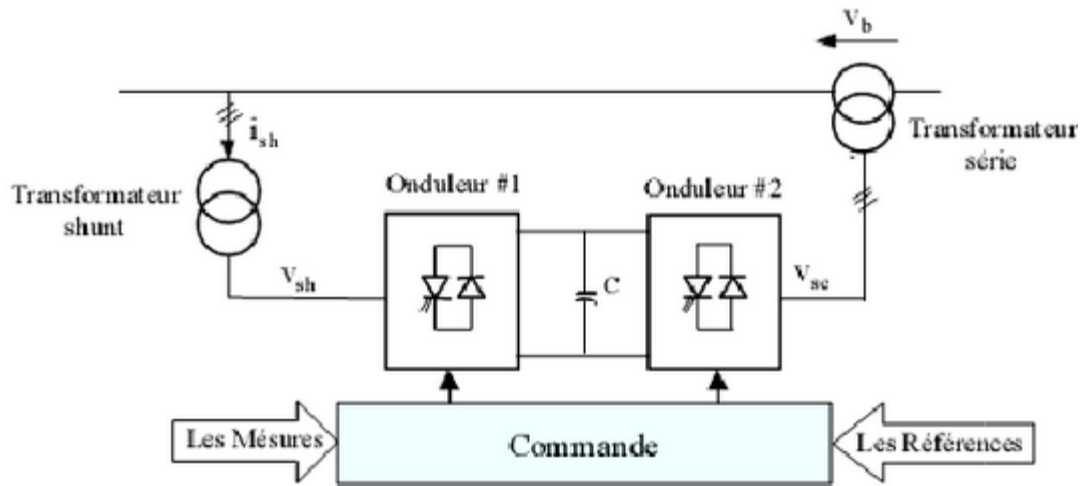 V_b
i_sh
Transformateur
shunt
Onduleur #1
Onduleur #2
Transformateur
série
V_sh
C
V_se
Les Mésures
Commande
Les Références